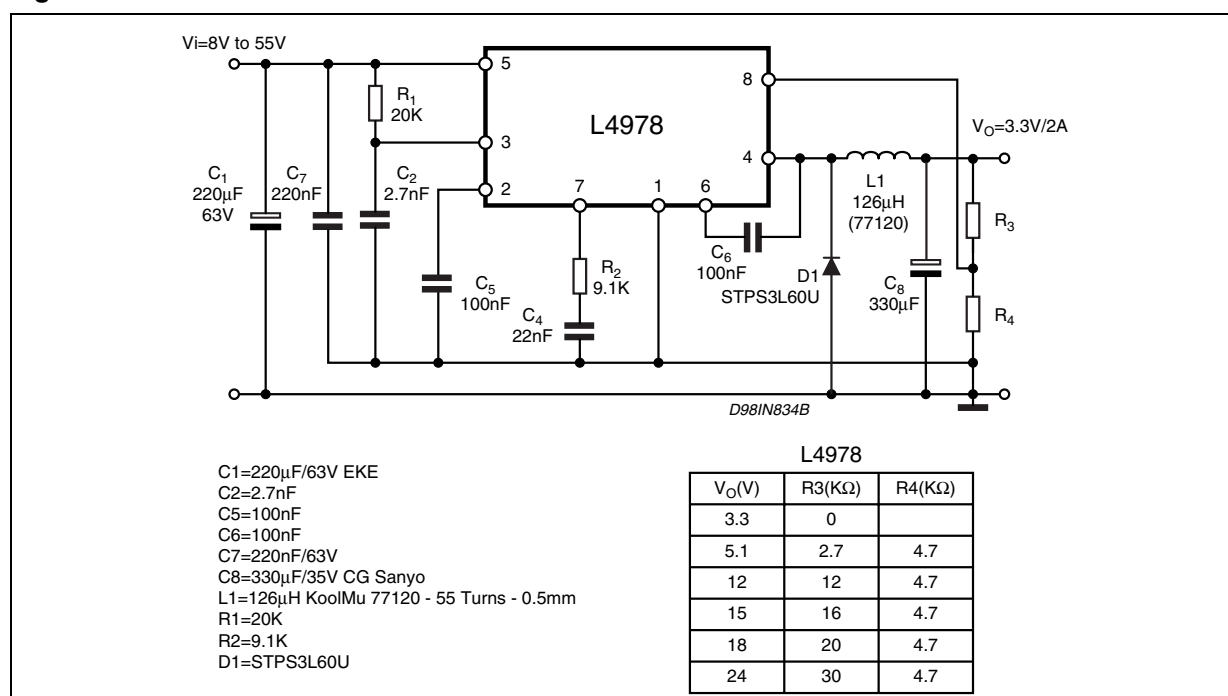 Vi=8V to 55V
5
8
R1
20K
L4978
VO=3.3V/2A
3
4
C1
220µF
63V
C7
220nF
C2
2.7nF
2
7
1
6
L1
126µH
(77120)
R3
C6
100nF
R2
9.1K
D1
STPS3L60U
C5
100nF
C8
330µF
R4
C4
22nF
D98IN834B
C1=220µF/63V EKE
C2=2.7nF
C5=100nF
C6=100nF
C7=220nF/63V
C8=330µF/35V CG Sanyo
L1=126µH KoolMu 77120 - 55 Turns - 0.5mm
R1=20K
R2=9.1K
D1=STPS3L60U
L4978
VO(V) R3(KΩ) R4(KΩ)
3.3 0
5.1 2.7 4.7
12 12 4.7
15 16 4.7
18 20 4.7
24 30 4.7